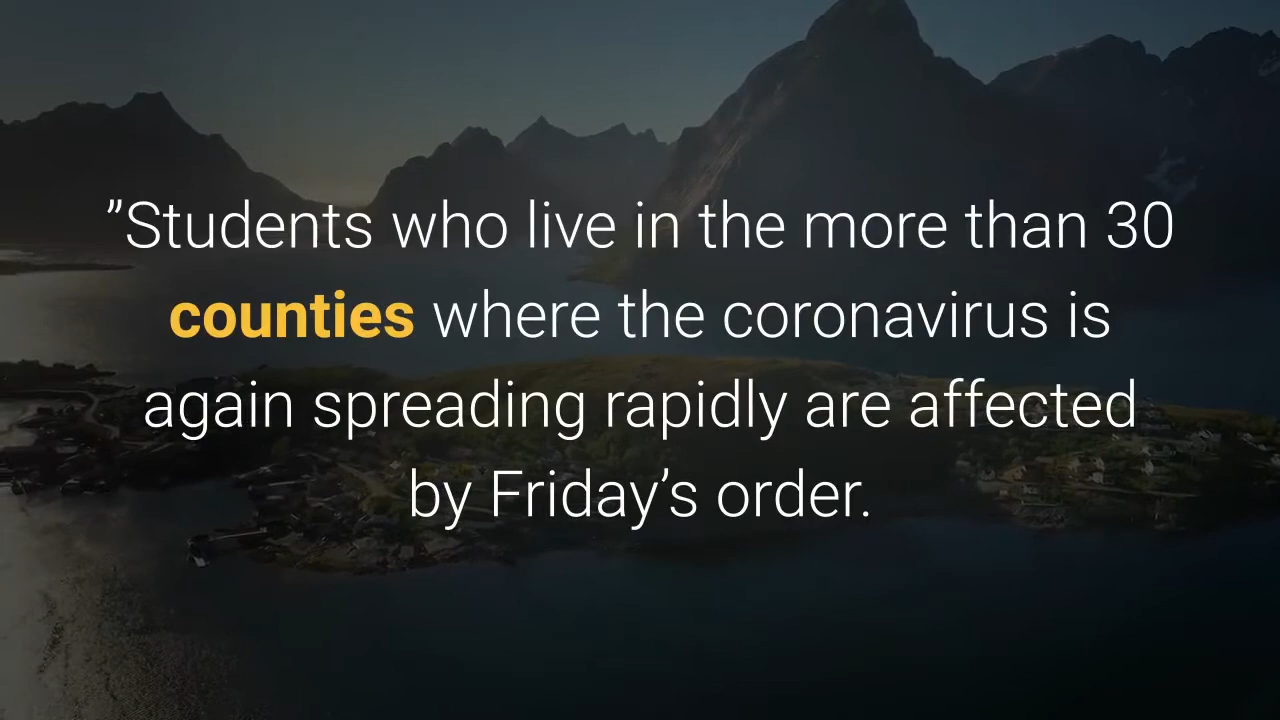 ”Students who live in the more than 30
counties where the coronavirus is
again spreading rapidly are affected
by Friday’s order.